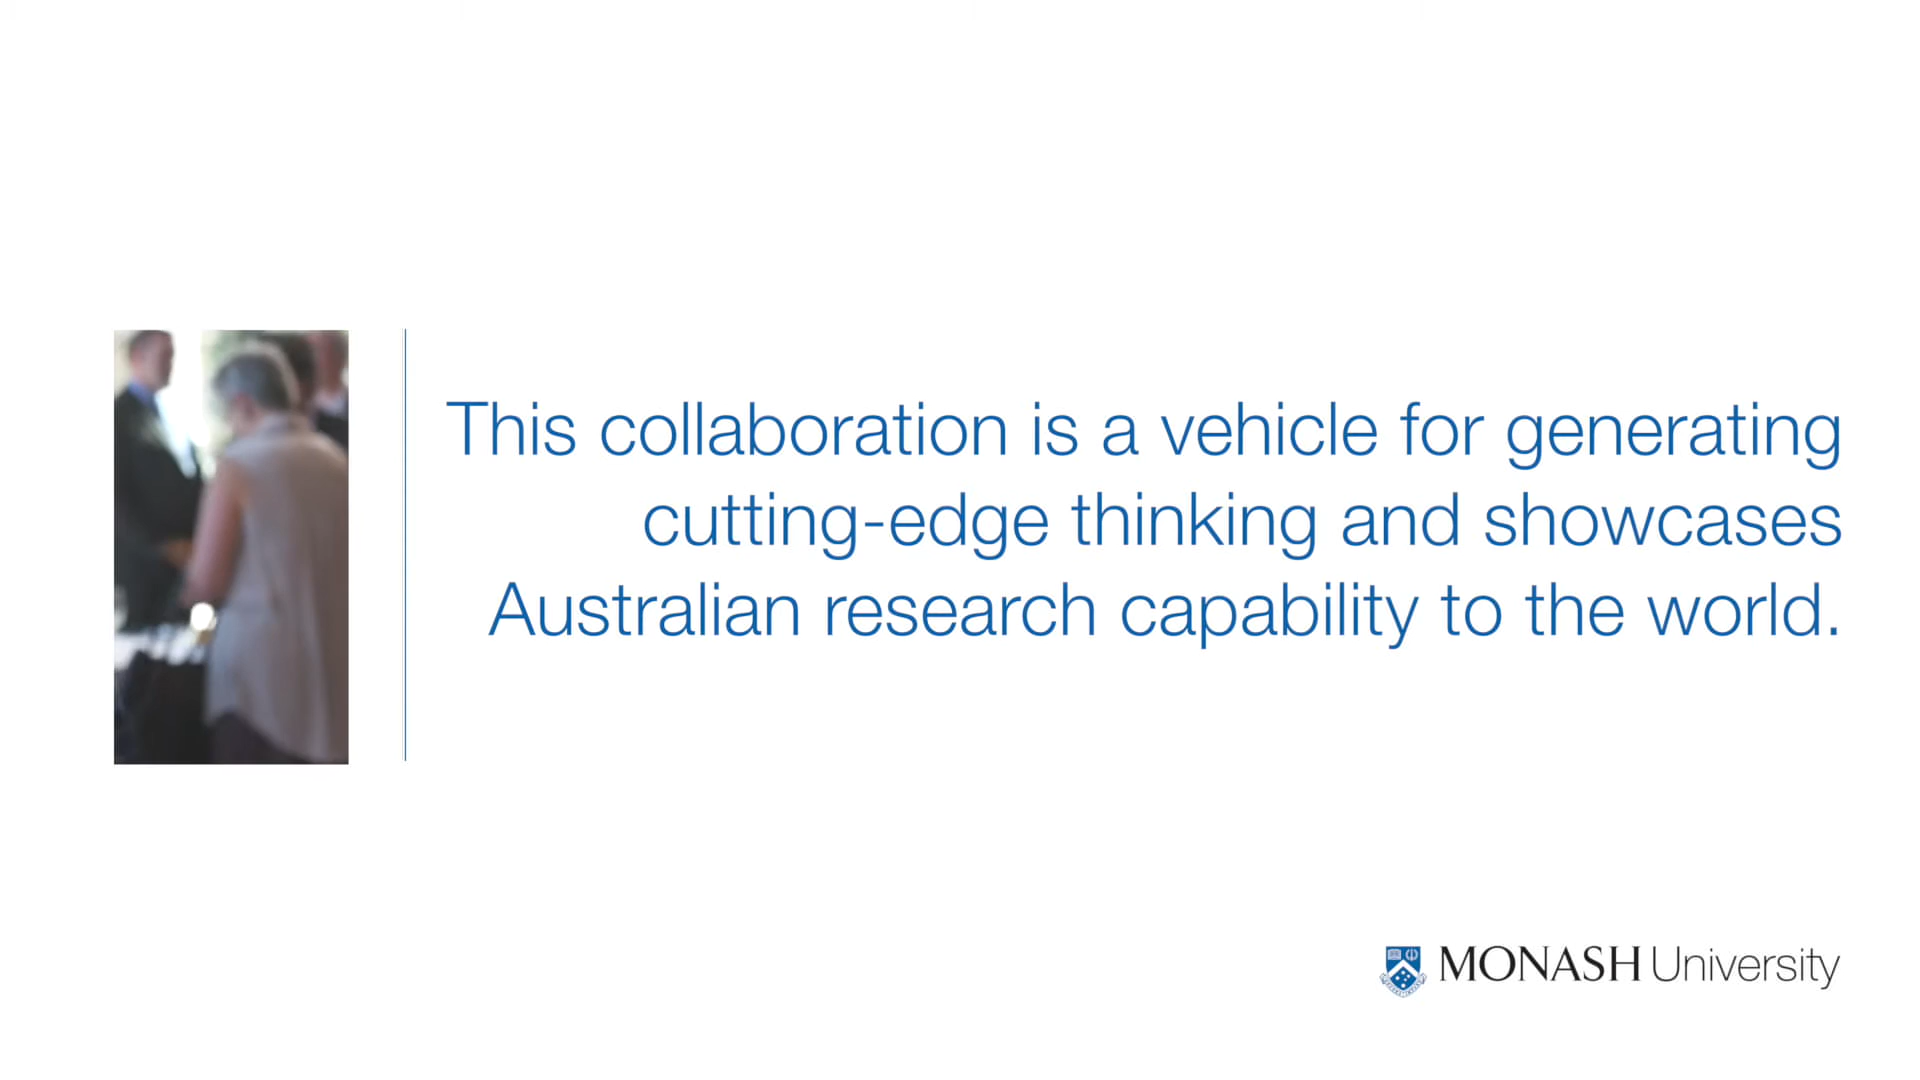 This collaboration is a vehicle for generating
cutting-edge thinking and showcases
Australian research capability to the world.
MONASH University